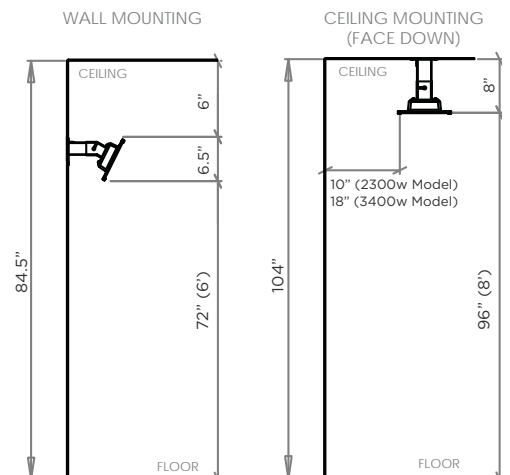 WALL MOUNTING
CEILING
6”
6.5”
84.5”
72” (6’)
FLOOR
CEILING MOUNTING
(FACE DOWN)
CEILING
8”
10” (2300w Model)
18” (3400w Model)
104”
96” (8’)
FLOOR